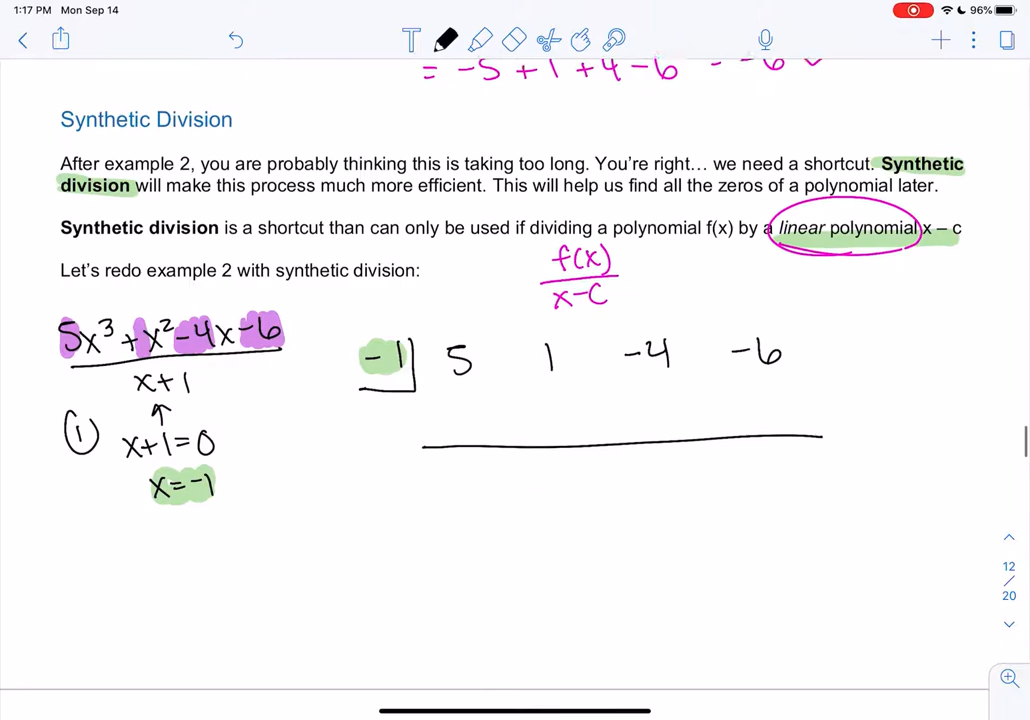 1:17 PM Mon Sep 14
96%
= -5 + 1 + 4 - 6 = -6 ✓
Synthetic Division
After example 2, you are probably thinking this is taking too long. You're right… we need a shortcut. Synthetic
division will make this process much more efficient. This will help us find all the zeros of a polynomial later.
Synthetic division is a shortcut than can only be used if dividing a polynomial f(x) by a linear polynomial x – c
Let's redo example 2 with synthetic division:
f(x)
x-c
5x³ + x² - 4x - 6
x+1
-1 5 1 -4 -6
① x+1=0
x=-1
12
/
20